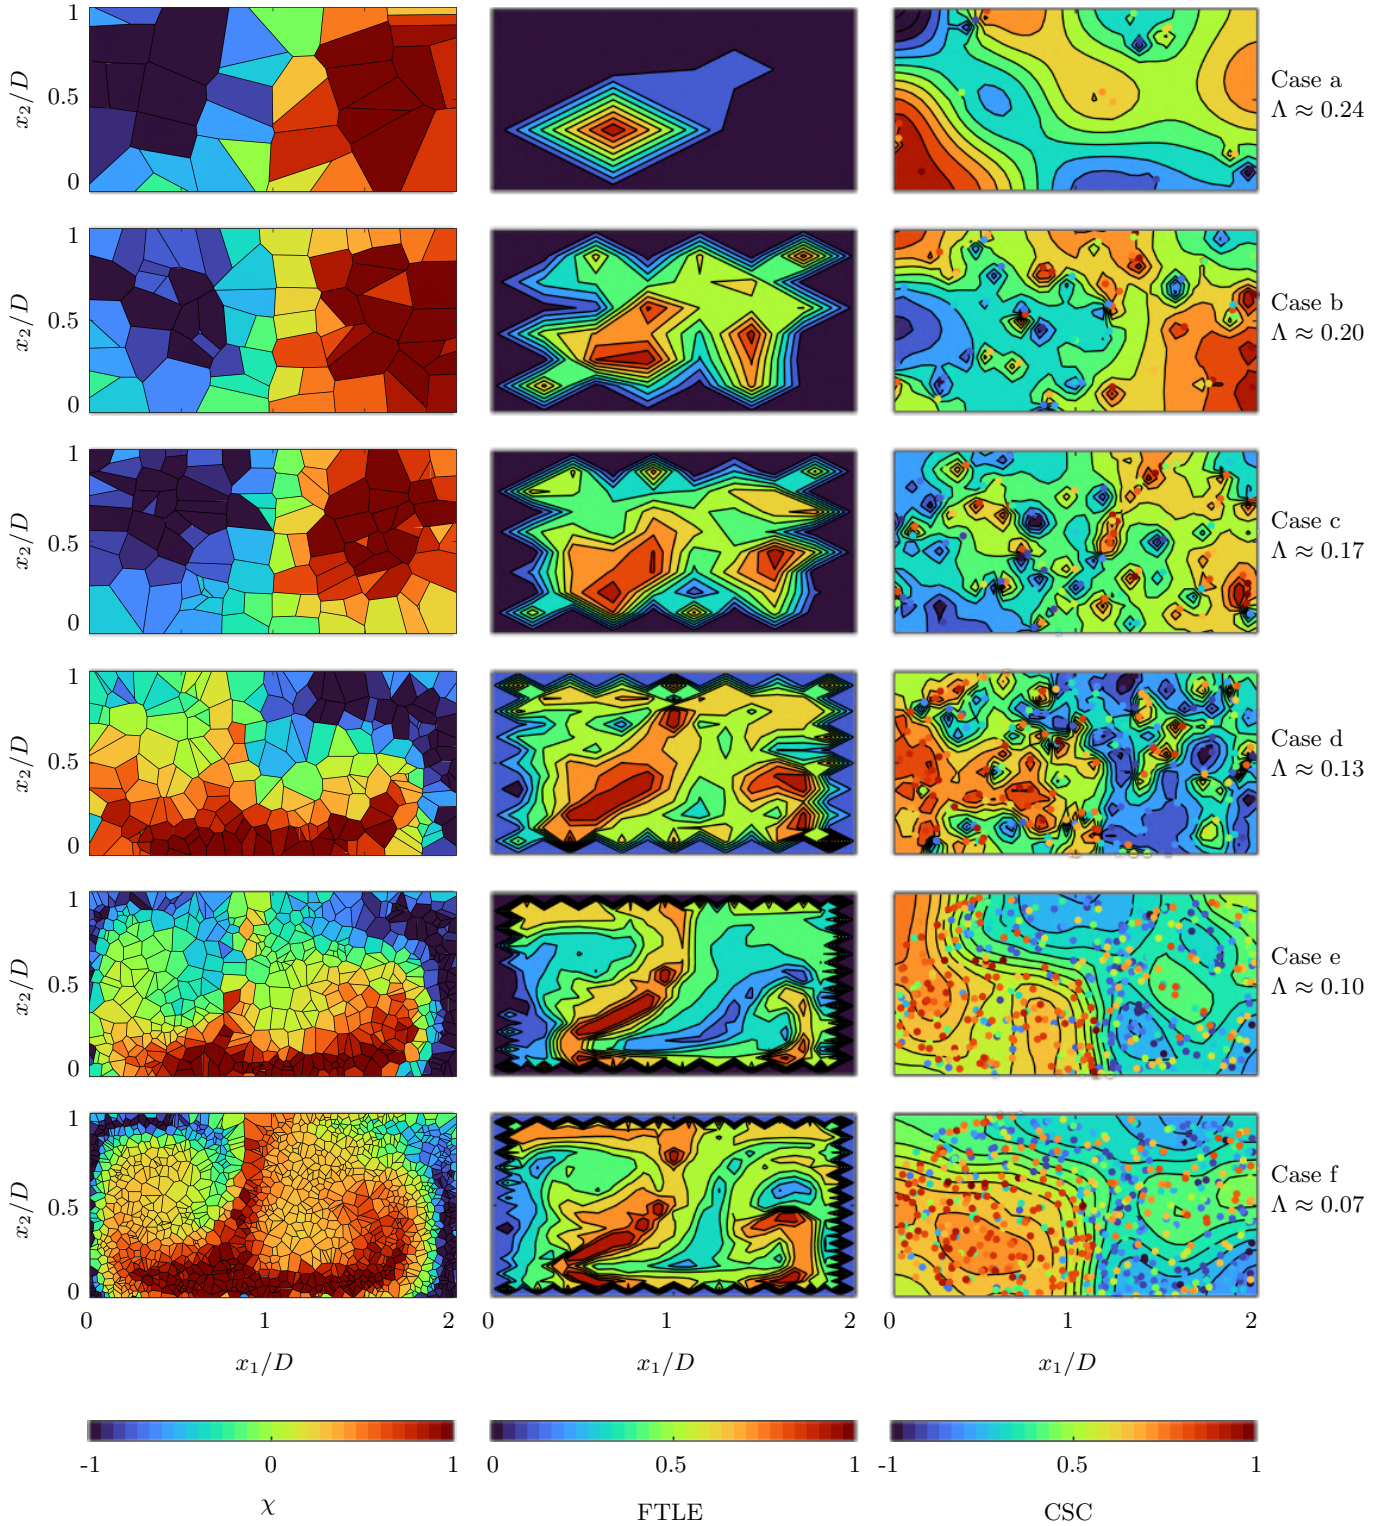 1
x₂/D
0.5
0
Case a
Λ ≈ 0.24
1
x₂/D
0.5
0
Case b
Λ ≈ 0.20
1
x₂/D
0.5
0
Case c
Λ ≈ 0.17
1
x₂/D
0.5
0
Case d
Λ ≈ 0.13
1
x₂/D
0.5
0
Case e
Λ ≈ 0.10
1
x₂/D
0.5
0
Case f
Λ ≈ 0.07
0 1 2 0 1 2 0 1 2
x₁/D x₁/D x₁/D
-1 0 1 0 0.5 1 -1 0.5 1
χ FTLE CSC